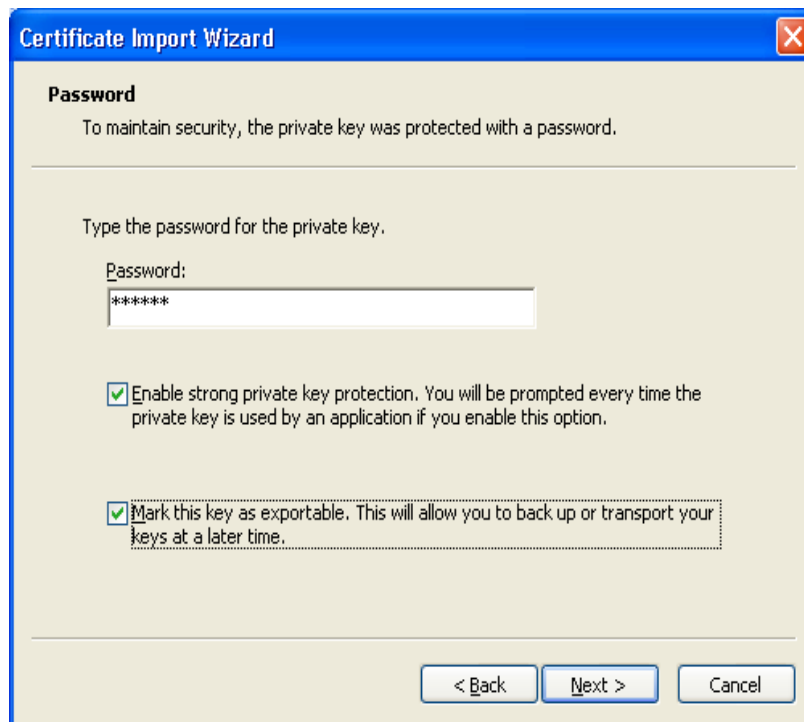 Certificate Import Wizard
Password
To maintain security, the private key was protected with a password.
Type the password for the private key.
Password:
******
Enable strong private key protection. You will be prompted every time the
private key is used by an application if you enable this option.
Mark this key as exportable. This will allow you to back up or transport your
keys at a later time.
< Back Next > Cancel